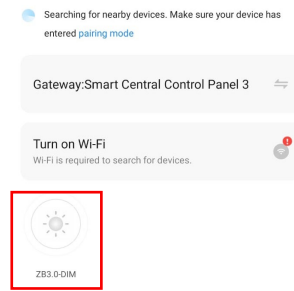 Searching for nearby devices. Make sure your device has
entered pairing mode
Gateway:Smart Central Control Panel 3
Turn on Wi-Fi
Wi-Fi is required to search for devices.
ZB3.0-DIM